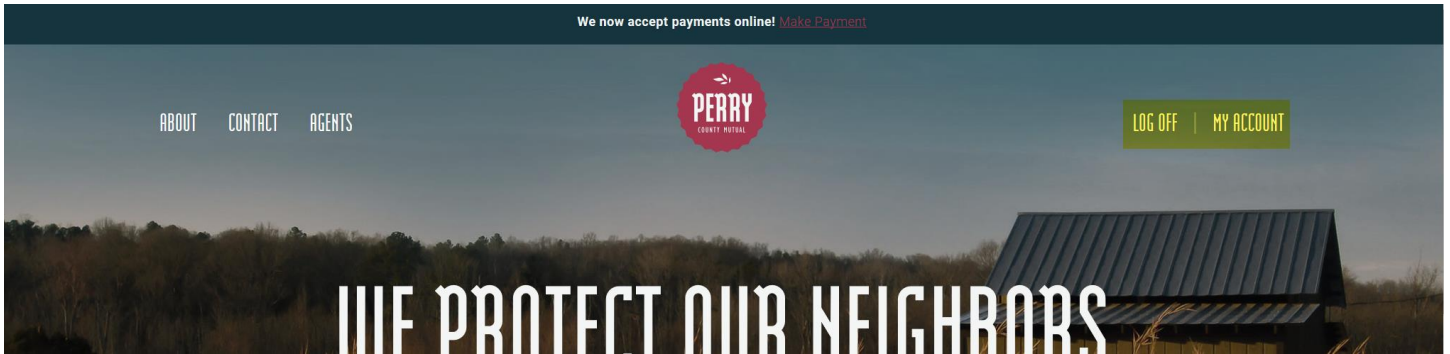 We now accept payments online! Make Payment
PERRY
COUNTY MUTUAL
ABOUT CONTACT AGENTS
LOG OFF | MY ACCOUNT
WE PROTECT OUR NEIGHBORS